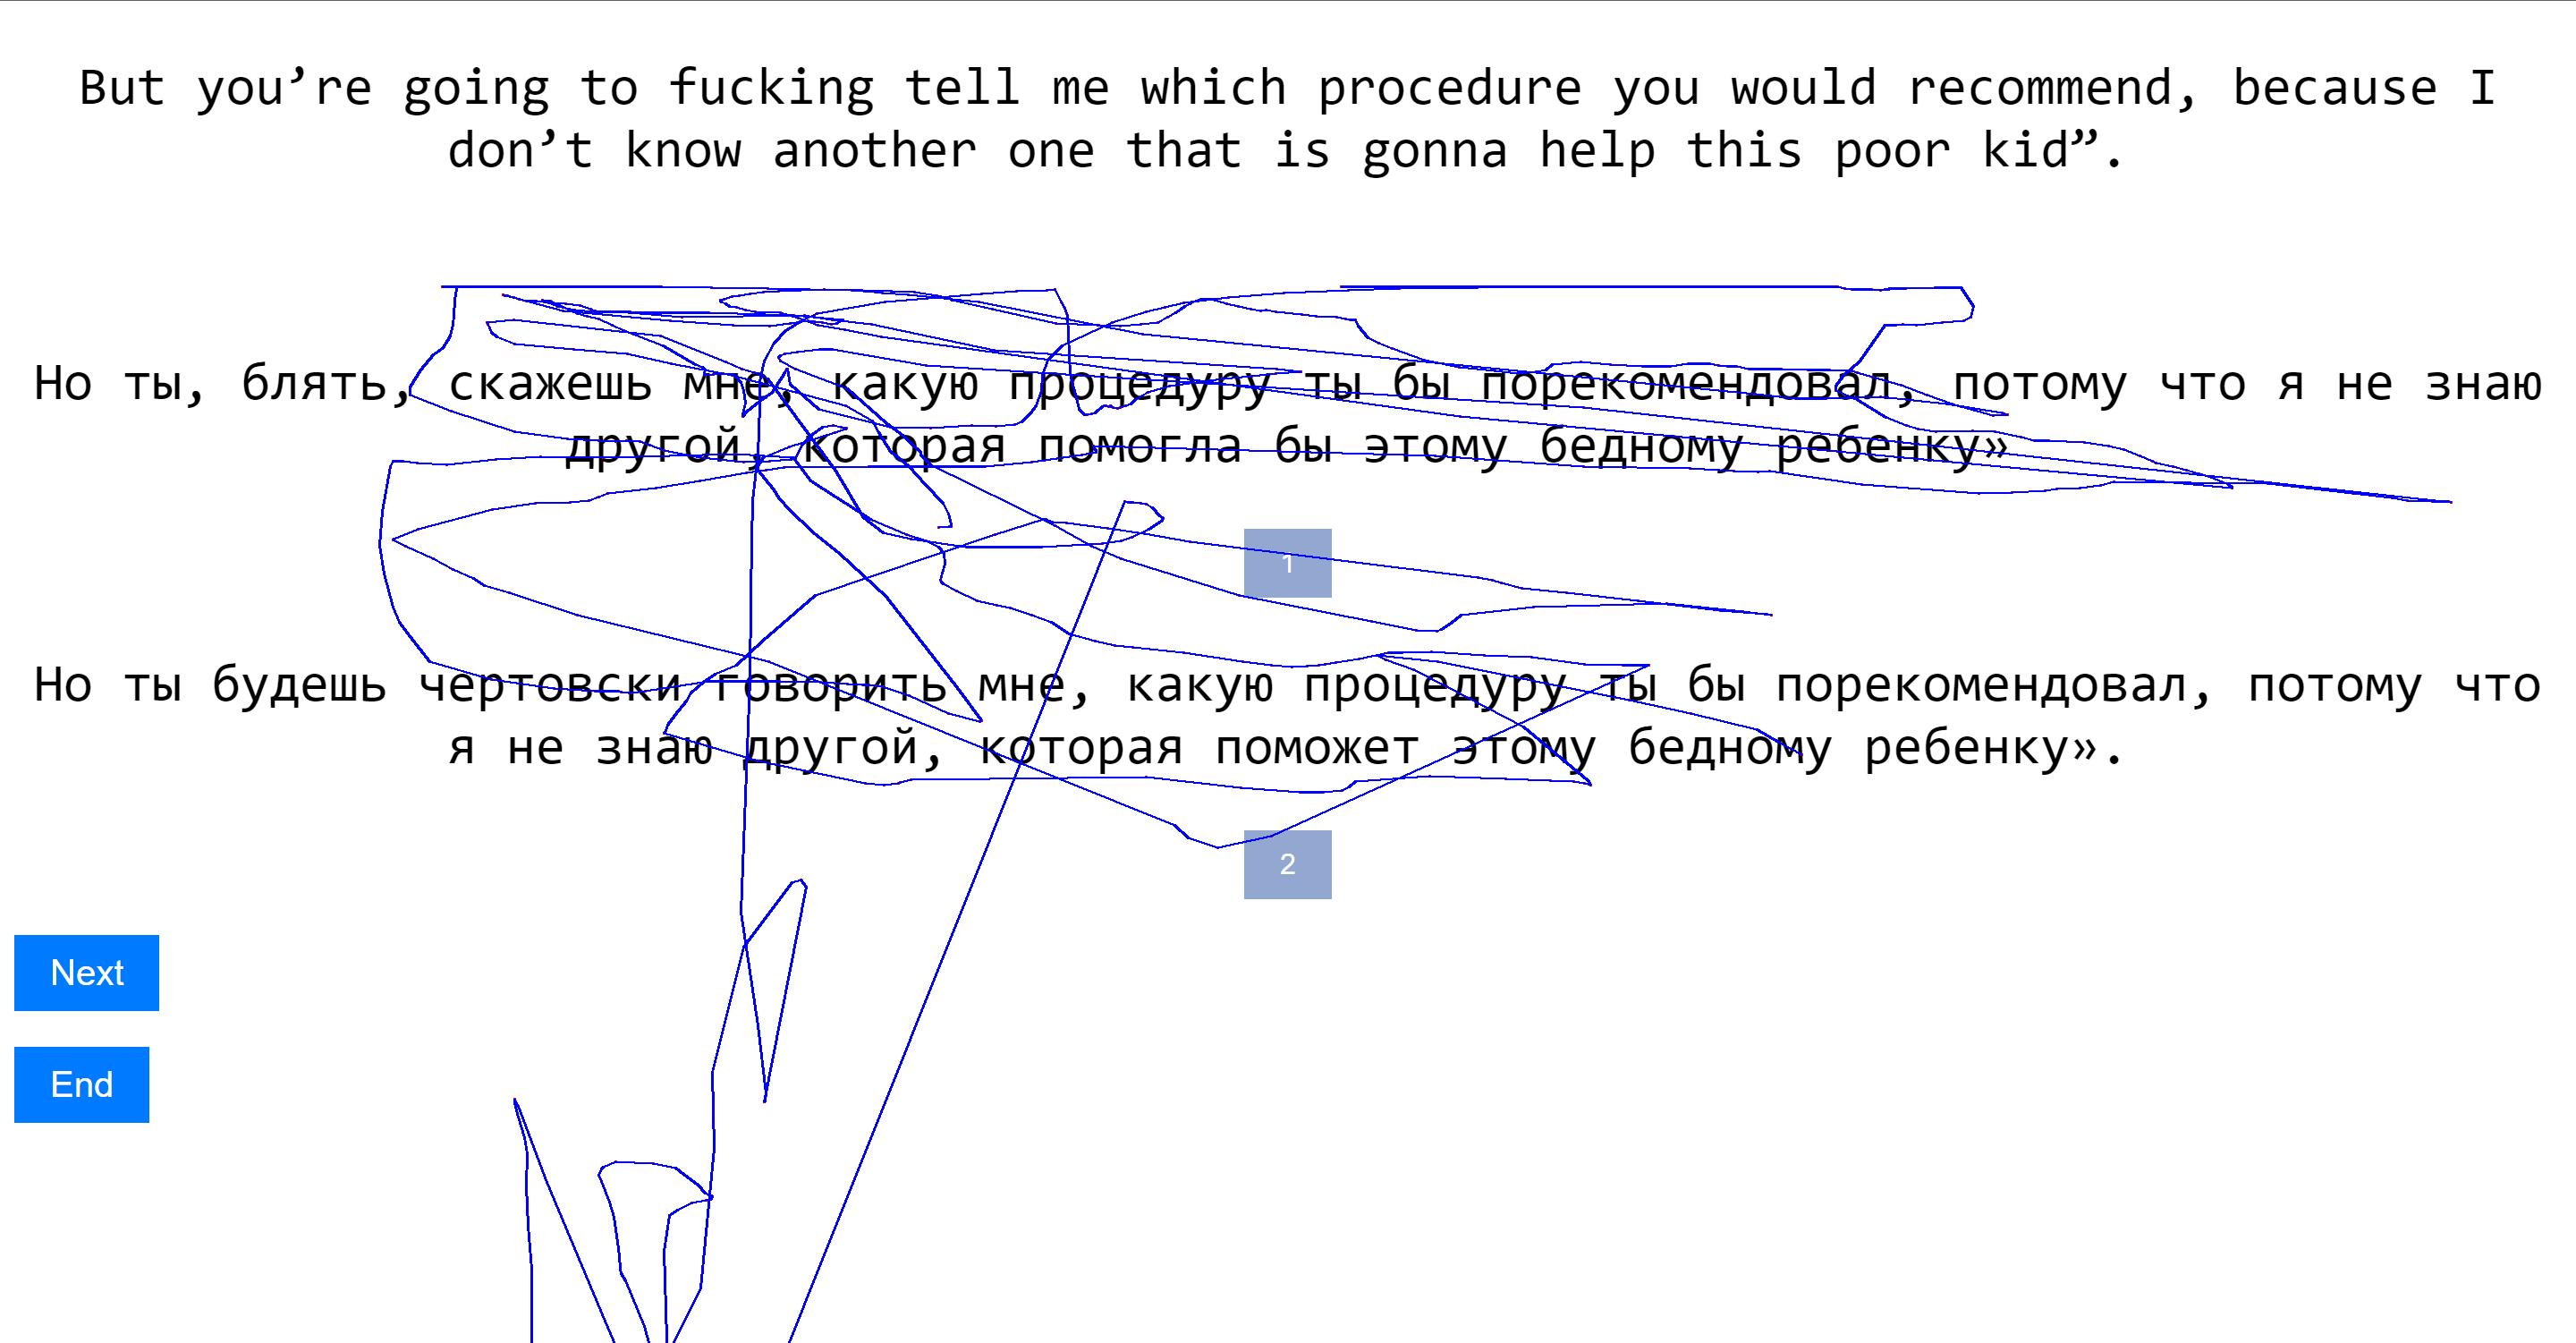 But you’re going to fucking tell me which procedure you would recommend, because I
don’t know another one that is gonna help this poor kid”.
Но ты, блять, скажешь мне, какую процедуру ты бы порекомендовал, потому что я не знаю
другой, которая помогла бы этому бедному ребенку»
1
Но ты будешь чертовски говорить мне, какую процедуру ты бы порекомендовал, потому что
я не знаю другой, которая поможет этому бедному ребенку».
2
Next
End